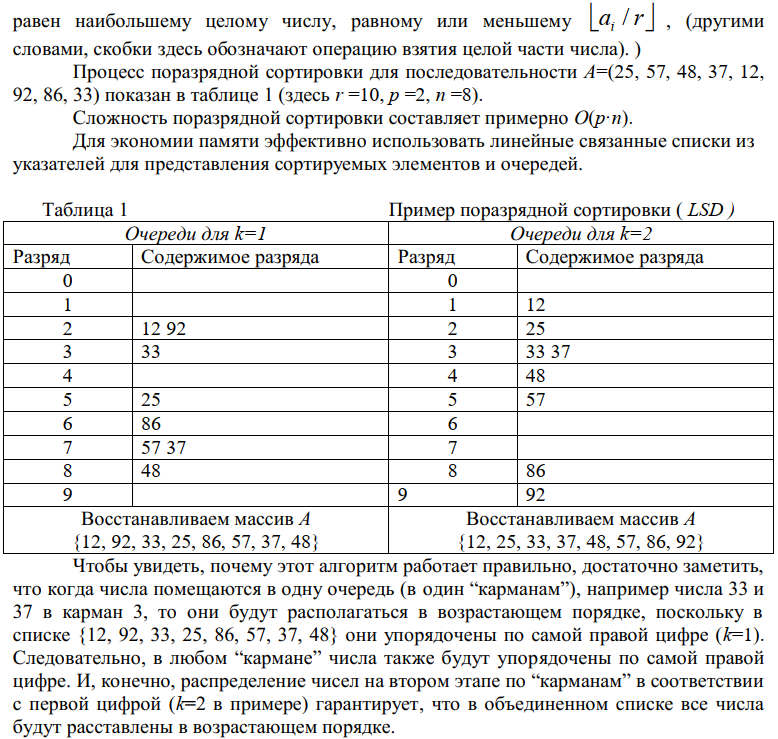 равен наибольшему целому числу, равному или меньшему ⌊aᵢ / r⌋ , (другими
словами, скобки здесь обозначают операцию взятия целой части числа). )
Процесс поразрядной сортировки для последовательности A=(25, 57, 48, 37, 12,
92, 86, 33) показан в таблице 1 (здесь r =10, p =2, n =8).
Сложность поразрядной сортировки составляет примерно O(p·n).
Для экономии памяти эффективно использовать линейные связанные списки из
указателей для представления сортируемых элементов и очередей.
Таблица 1 Пример поразрядной сортировки ( LSD )
Очереди для k=1 Очереди для k=2
Разряд Содержимое разряда Разряд Содержимое разряда
0 0
1 1 12
2 12 92 2 25
3 33 3 33 37
4 4 48
5 25 5 57
6 86 6
7 57 37 7
8 48 8 86
9 9 92
Восстанавливаем массив A Восстанавливаем массив A
{12, 92, 33, 25, 86, 57, 37, 48} {12, 25, 33, 37, 48, 57, 86, 92}
Чтобы увидеть, почему этот алгоритм работает правильно, достаточно заметить,
что когда числа помещаются в одну очередь (в один “карманам”), например числа 33 и
37 в карман 3, то они будут располагаться в возрастающем порядке, поскольку в
списке {12, 92, 33, 25, 86, 57, 37, 48} они упорядочены по самой правой цифре (k=1).
Следовательно, в любом “кармане” числа также будут упорядочены по самой правой
цифре. И, конечно, распределение чисел на втором этапе по “карманам” в соответствии
с первой цифрой (k=2 в примере) гарантирует, что в объединенном списке все числа
будут расставлены в возрастающем порядке.